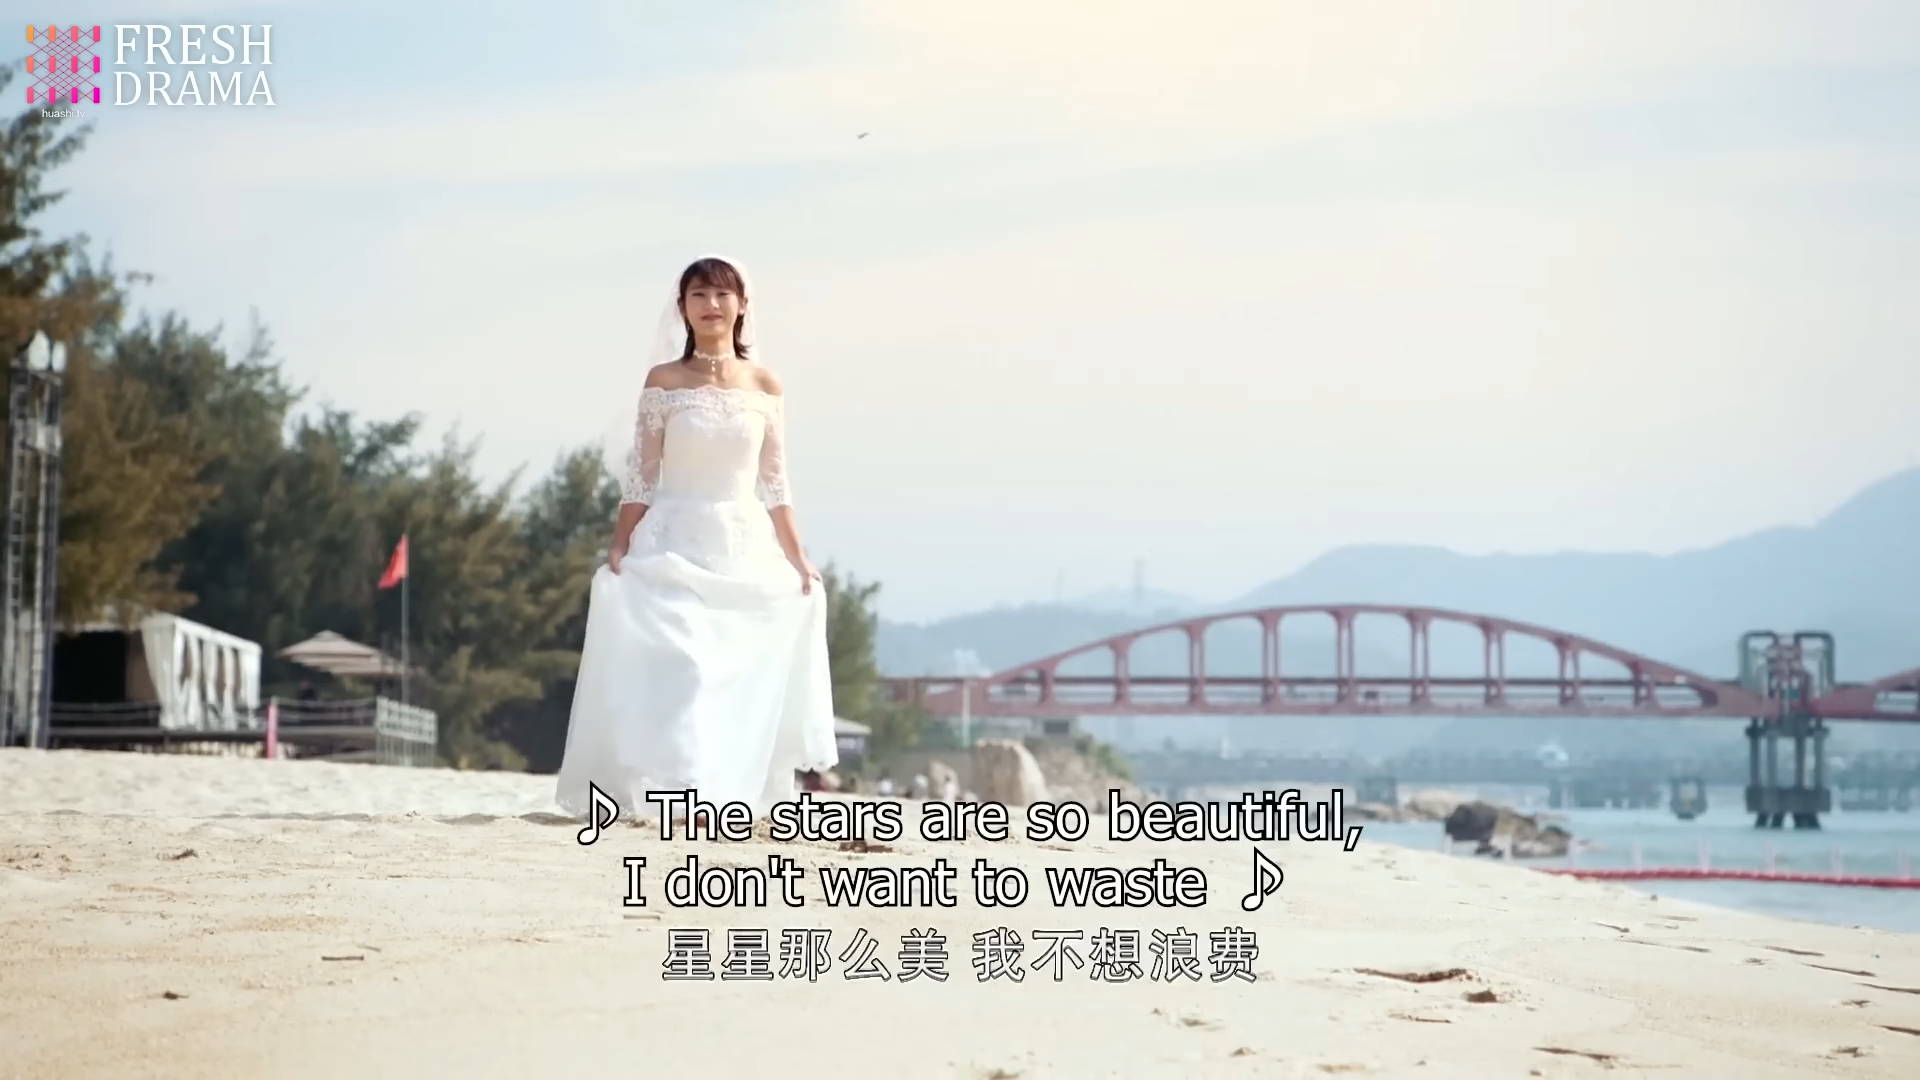 FRESH
DRAMA
huashi.tv
♪ The stars are so beautiful,
I don't want to waste ♪
星星那么美 我不想浪费